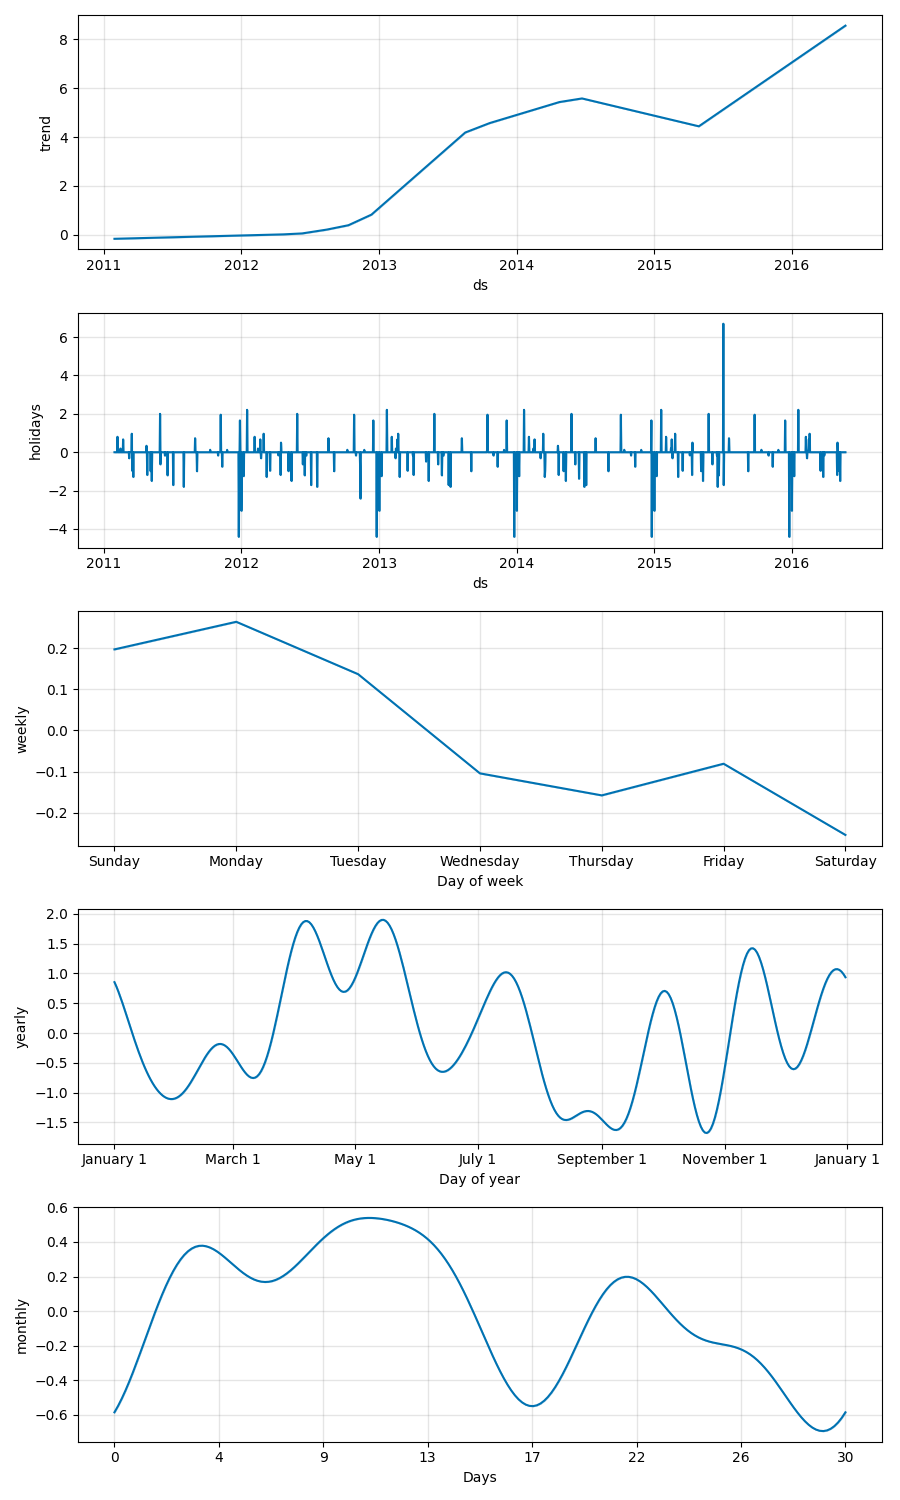 8
6
4
2
0
trend
2011 2012 2013 2014 2015 2016
ds
6
4
2
0
−2
−4
holidays
2011 2012 2013 2014 2015 2016
ds
0.2
0.1
0.0
−0.1
−0.2
weekly
Sunday Monday Tuesday Wednesday Thursday Friday Saturday
Day of week
2.0
1.5
1.0
0.5
0.0
−0.5
−1.0
−1.5
yearly
January 1 March 1 May 1 July 1 September 1 November 1 January 1
Day of year
0.6
0.4
0.2
0.0
−0.2
−0.4
−0.6
monthly
0 4 9 13 17 22 26 30
Days